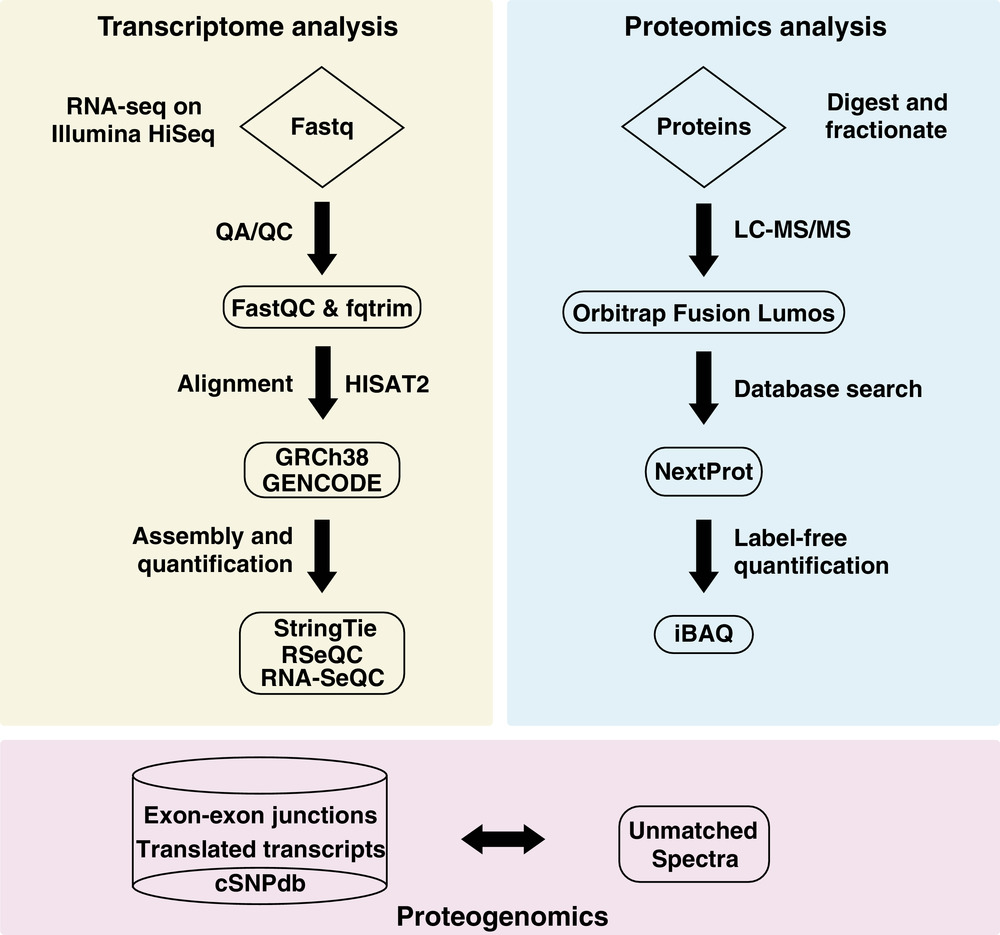 Transcriptome analysis
RNA-seq on
Illumina HiSeq
Fastq
QA/QC
FastQC & fqtrim
Alignment
HISAT2
GRCh38
GENCODE
Assembly and
quantification
StringTie
RSeQC
RNA-SeQC
Proteomics analysis
Proteins
Digest and
fractionate
LC-MS/MS
Orbitrap Fusion Lumos
Database search
NextProt
Label-free
quantification
iBAQ
Exon-exon junctions
Translated transcripts
cSNPdb
Unmatched
Spectra
Proteogenomics